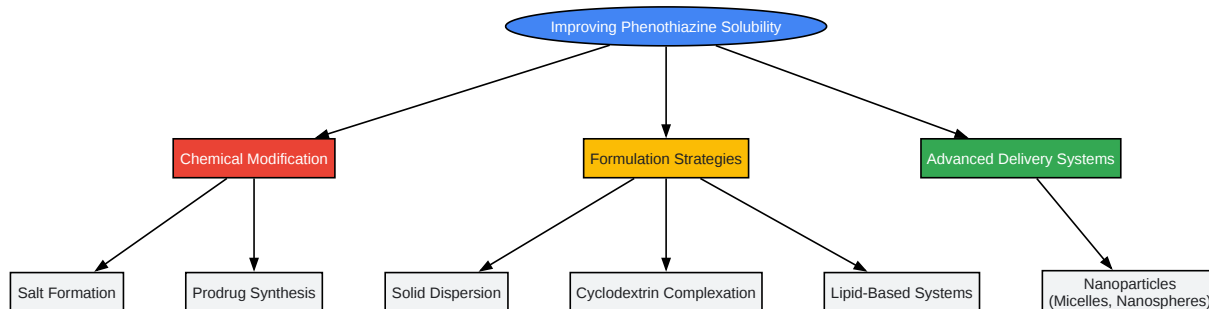 Improving Phenothiazine Solubility
Chemical Modification
Formulation Strategies
Advanced Delivery Systems
Salt Formation
Prodrug Synthesis
Solid Dispersion
Cyclodextrin Complexation
Lipid-Based Systems
Nanoparticles
(Micelles, Nanospheres)